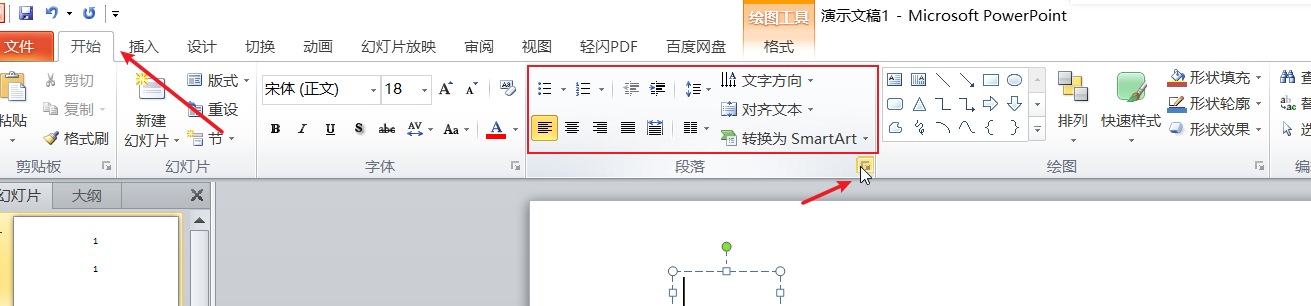 绘图工具 演示文稿1 - Microsoft PowerPoint
文件 开始 插入 设计 切换 动画 幻灯片放映 审阅 视图 轻闪PDF 百度网盘 格式
粘贴 剪切 复制 格式刷
新建 幻灯片 版式 重设 节
宋体 (正文) 18 A A
B I U S abc AV Aa A
文字方向
对齐文本
转换为 SmartArt
排列 快速样式
形状填充
形状轮廓
形状效果
剪贴板 幻灯片 字体 段落 绘图
幻灯片 大纲
1
1